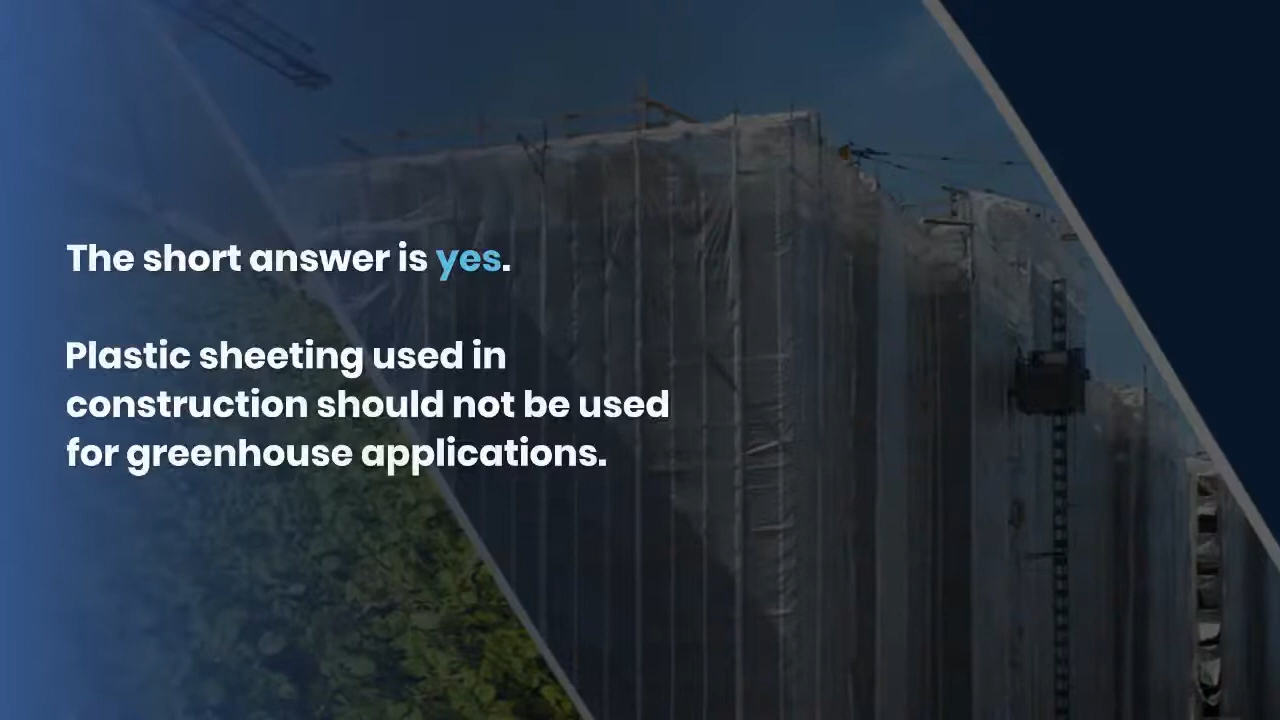 The short answer is yes.
Plastic sheeting used in
construction should not be used
for greenhouse applications.